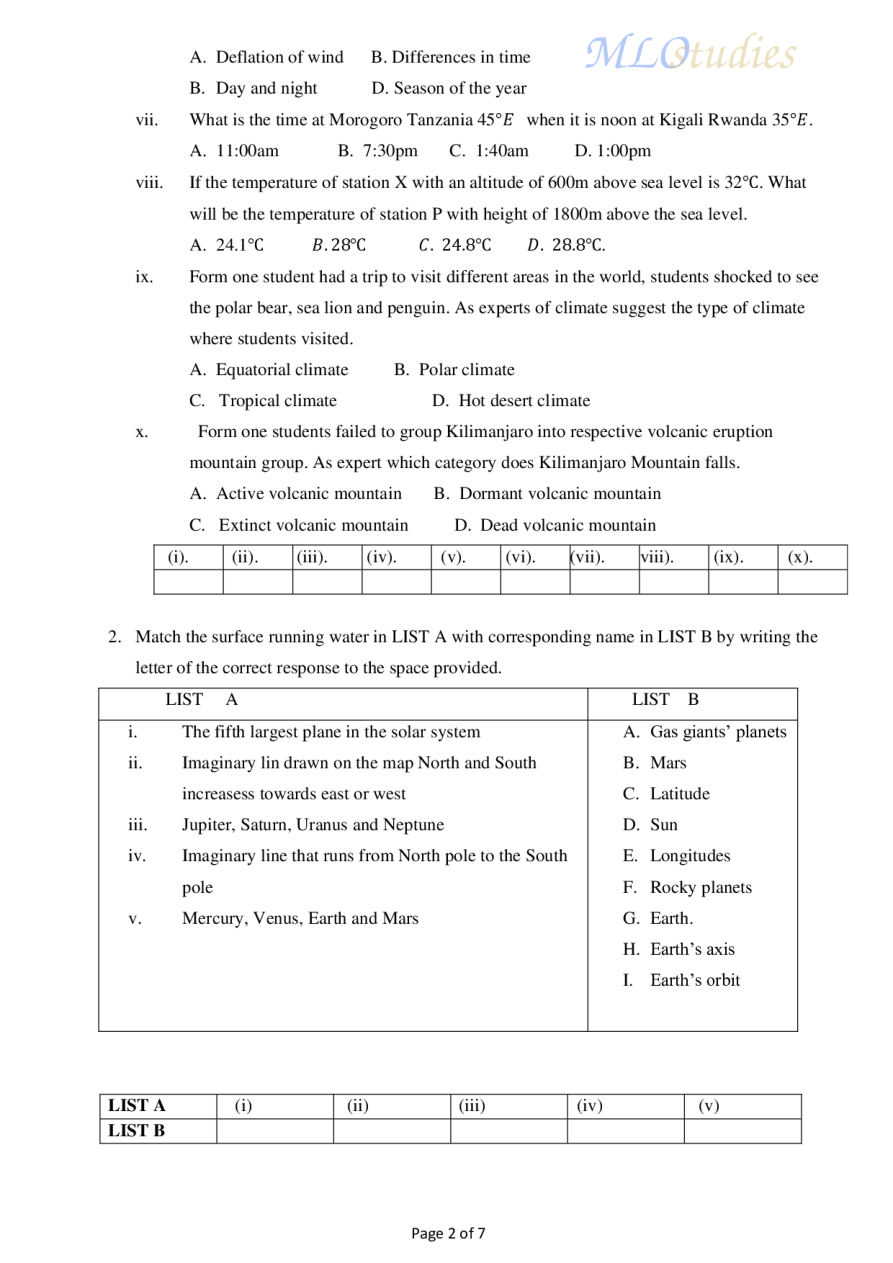 MLOstudies
A. Deflation of wind B. Differences in time
B. Day and night D. Season of the year
vii. What is the time at Morogoro Tanzania 45°E when it is noon at Kigali Rwanda 35°E.
A. 11:00am B. 7:30pm C. 1:40am D. 1:00pm
viii. If the temperature of station X with an altitude of 600m above sea level is 32℃. What
will be the temperature of station P with height of 1800m above the sea level.
A. 24.1℃ B. 28℃ C. 24.8℃ D. 28.8℃.
ix. Form one student had a trip to visit different areas in the world, students shocked to see
the polar bear, sea lion and penguin. As experts of climate suggest the type of climate
where students visited.
A. Equatorial climate B. Polar climate
C. Tropical climate D. Hot desert climate
x. Form one students failed to group Kilimanjaro into respective volcanic eruption
mountain group. As expert which category does Kilimanjaro Mountain falls.
A. Active volcanic mountain B. Dormant volcanic mountain
C. Extinct volcanic mountain D. Dead volcanic mountain
(i). (ii). (iii). (iv). (v). (vi). (vii). viii). (ix). (x).
2. Match the surface running water in LIST A with corresponding name in LIST B by writing the
letter of the correct response to the space provided.
LIST A LIST B
i. The fifth largest plane in the solar system A. Gas giants' planets
ii. Imaginary lin drawn on the map North and South B. Mars
increasess towards east or west C. Latitude
iii. Jupiter, Saturn, Uranus and Neptune D. Sun
iv. Imaginary line that runs from North pole to the South E. Longitudes
pole F. Rocky planets
v. Mercury, Venus, Earth and Mars G. Earth.
H. Earth's axis
I. Earth's orbit
LIST A (i) (ii) (iii) (iv) (v)
LIST B
Page 2 of 7